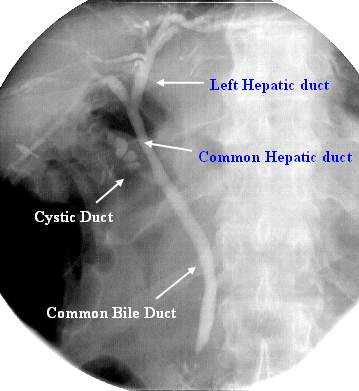 Left Hepatic duct
Common Hepatic duct
Cystic Duct
Common Bile Duct